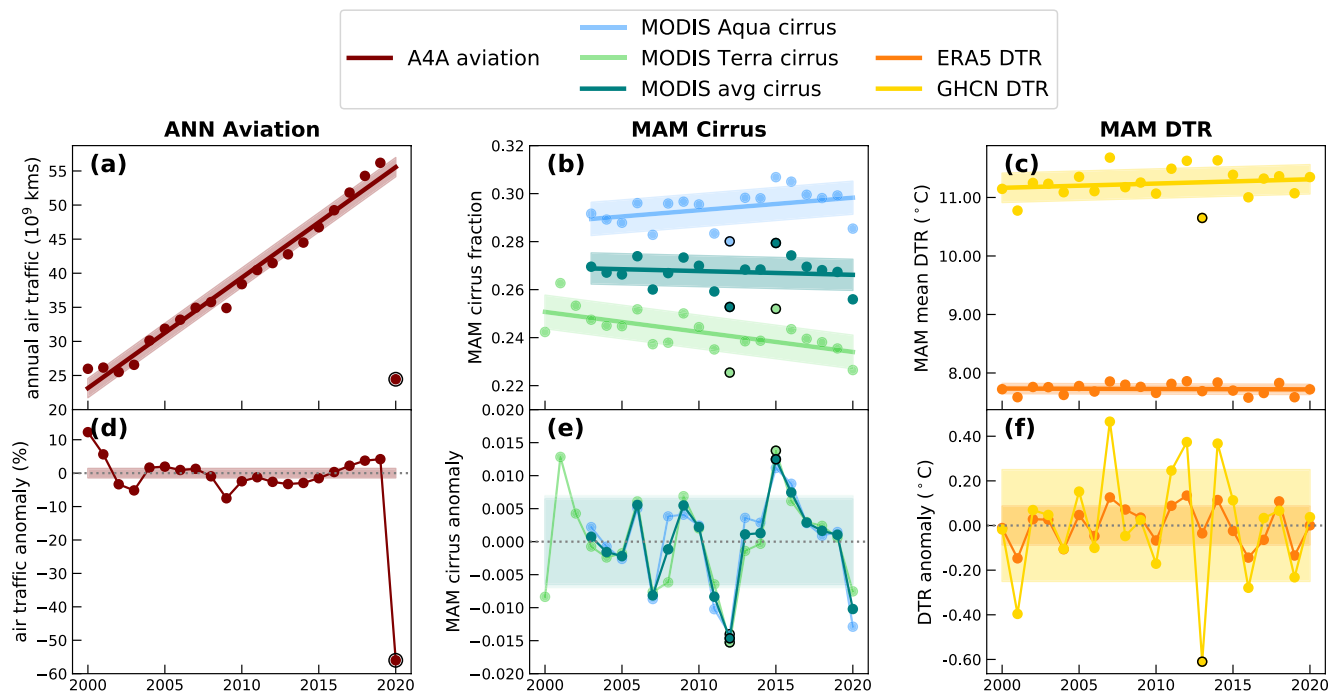 A4A aviation
MODIS Aqua cirrus
MODIS Terra cirrus
MODIS avg cirrus
ERA5 DTR
GHCN DTR
ANN Aviation
MAM Cirrus
MAM DTR
(a)
annual air traffic (10⁹ kms)
55
50
45
40
35
30
25
20
(b)
MAM cirrus fraction
0.32
0.30
0.28
0.26
0.24
0.22
(c)
MAM mean DTR (°C)
11.00
10.00
9.00
8.00
(d)
air traffic anomaly (%)
10
0
−10
−20
−30
−40
−50
−60
2000
2005
2010
2015
2020
(e)
MAM cirrus anomaly
0.020
0.015
0.010
0.005
0.000
−0.005
−0.010
−0.015
−0.020
2000
2005
2010
2015
2020
(f)
DTR anomaly (°C)
0.40
0.20
0.00
−0.20
−0.40
−0.60
2000
2005
2010
2015
2020